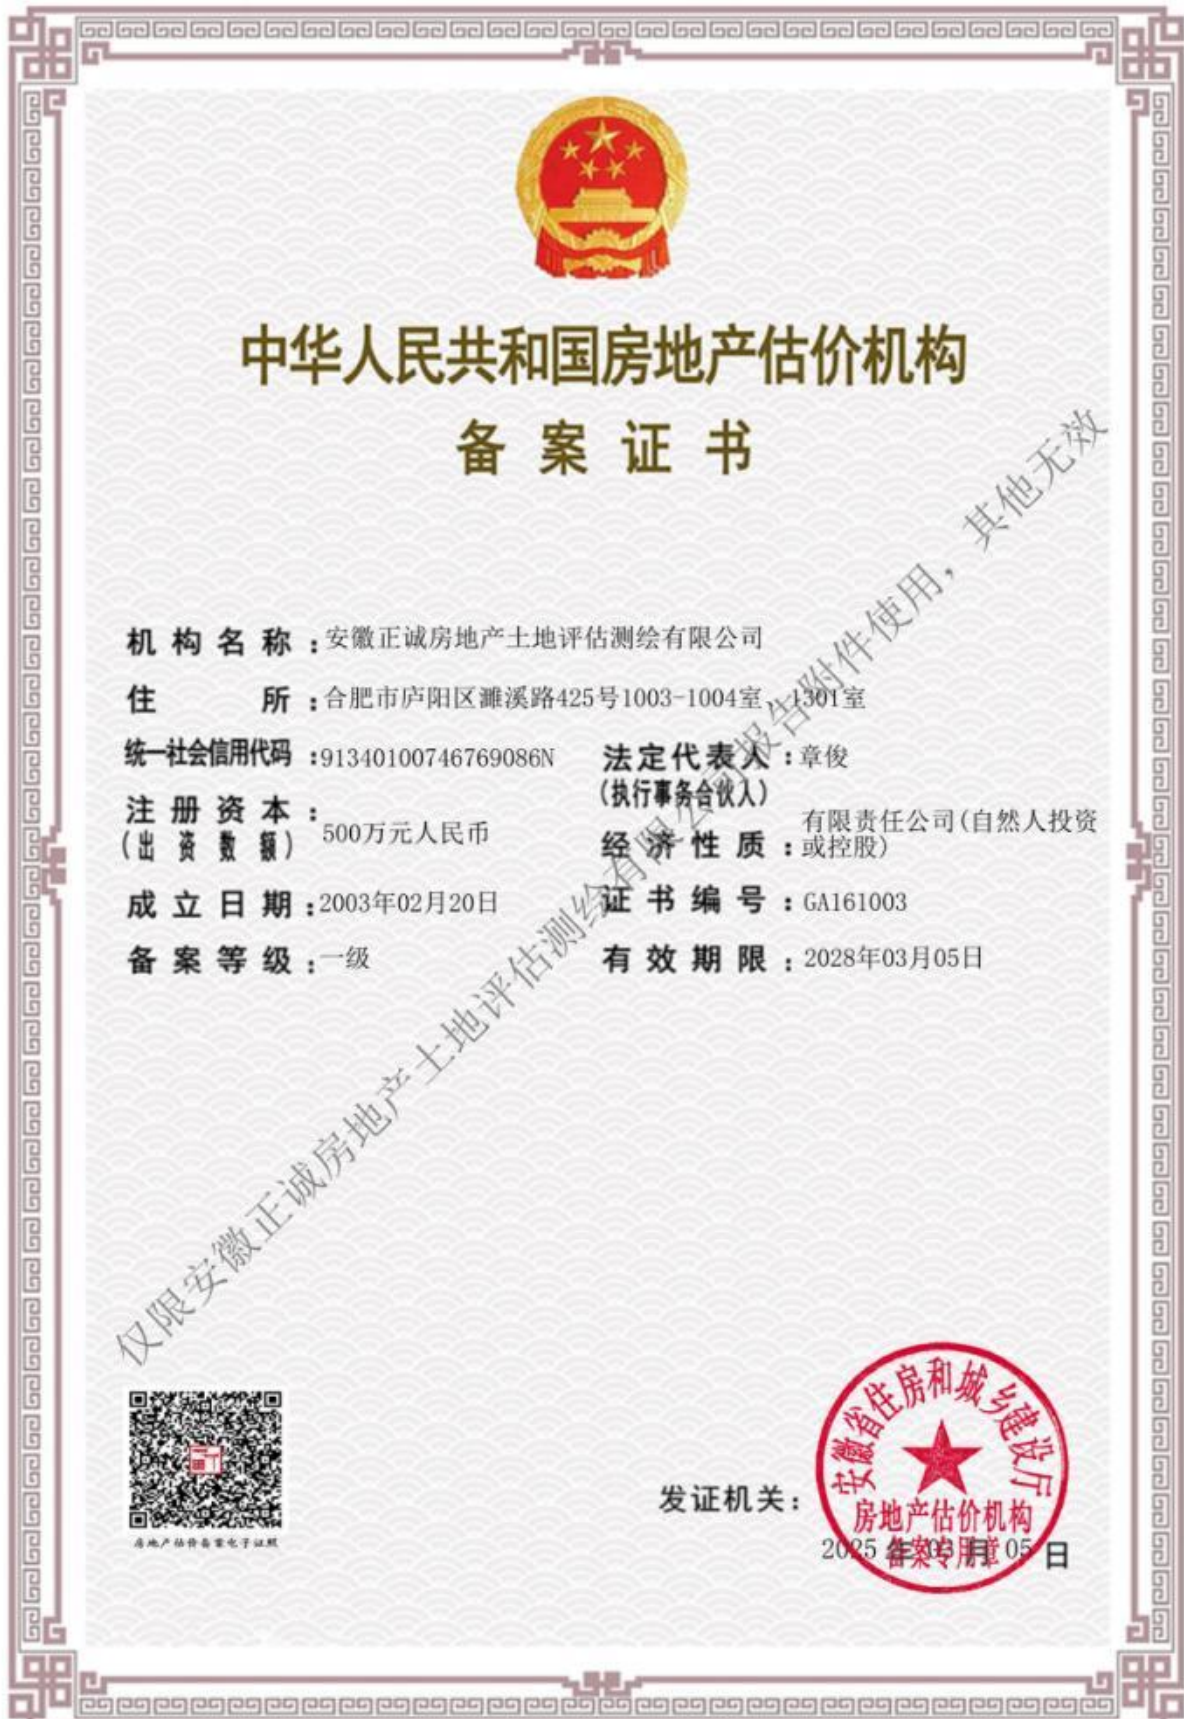 中华人民共和国房地产估价机构
备案证书
机构名称：安徽正诚房地产土地评估测绘有限公司
住所：合肥市庐阳区濉溪路425号1003-1004室、1301室
统一社会信用代码：91340100746769086N
法定代表人：章俊
(执行事务合伙人)
注册资本：
(出资数额)
500万元人民币
经济性质：有限责任公司(自然人投资
或控股)
成立日期：2003年02月20日
证书编号：GA161003
备案等级：一级
有效期限：2028年03月05日
仅限安徽正诚房地产土地评估测绘有限公司报告附件使用，其他无效
房地产估价备案电子证照
发证机关：
安徽省住房和城乡建设厅
房地产估价机构
备案专用章
2025年03月05日